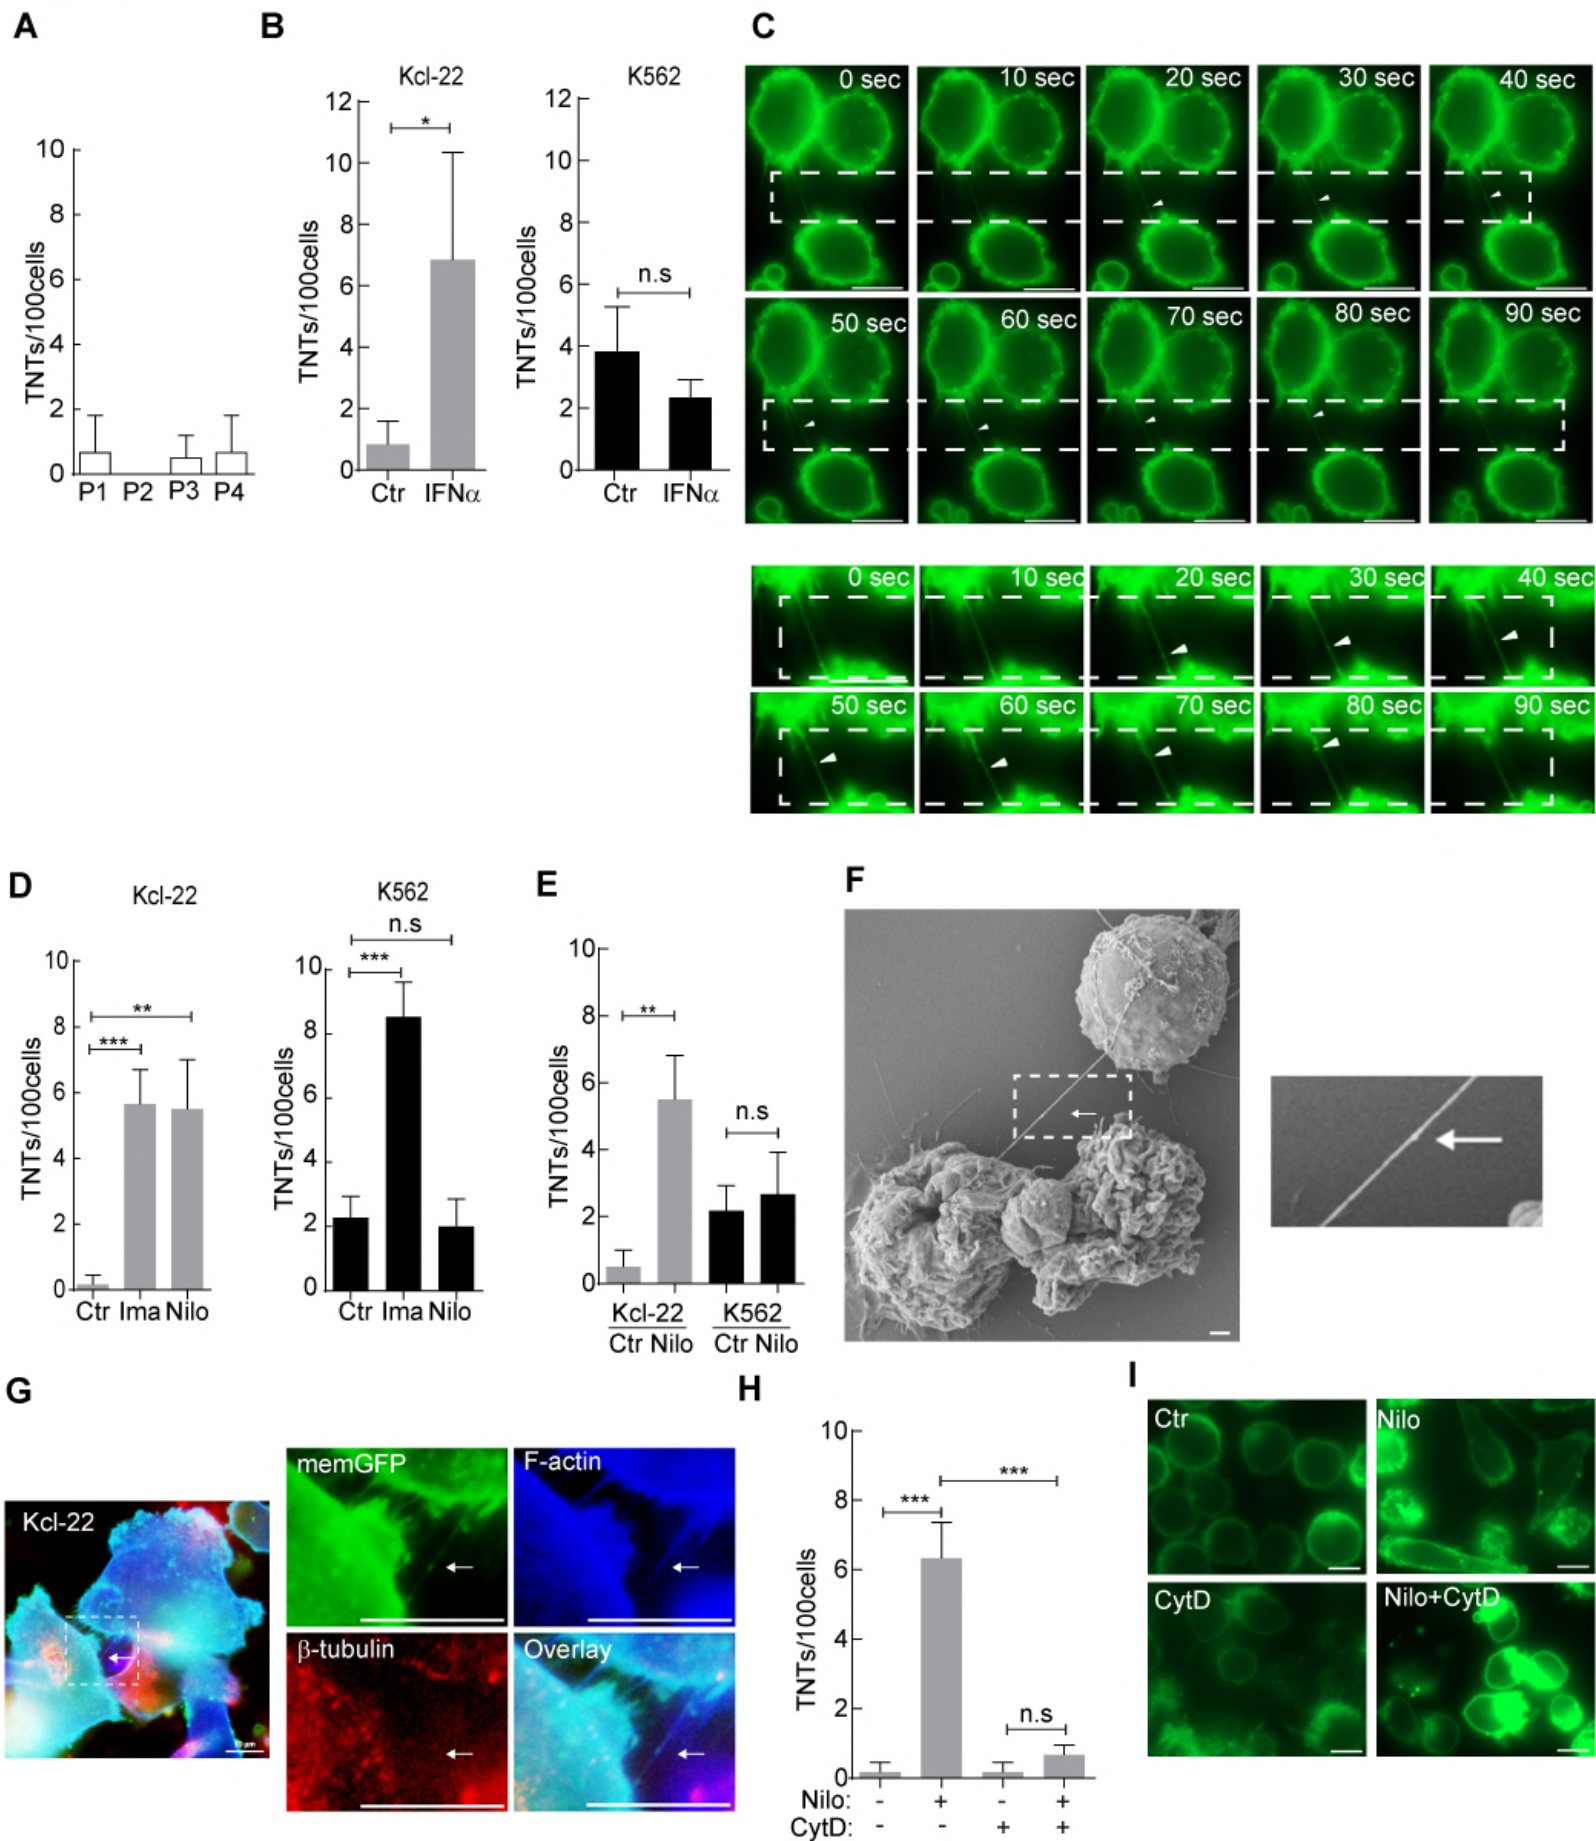 A
TNTs/100cells
10
8
6
4
2
0
P1 P2 P3 P4
B
Kcl-22
TNTs/100cells
12
10
8
6
4
2
0
*
Ctr IFNα
K562
TNTs/100cells
12
10
8
6
4
2
0
n.s
Ctr IFNα
C
0 sec 10 sec 20 sec 30 sec 40 sec
50 sec 60 sec 70 sec 80 sec 90 sec
0 sec 10 sec 20 sec 30 sec 40 sec
50 sec 60 sec 70 sec 80 sec 90 sec
D
Kcl-22
TNTs/100cells
10
8
6
4
2
0
**
***
Ctr Ima Nilo
K562
TNTs/100cells
10
8
6
4
2
0
n.s
***
Ctr Ima Nilo
E
TNTs/100cells
10
8
6
4
2
0
**
n.s
Kcl-22 K562
Ctr Nilo Ctr Nilo
F
G
Kcl-22
memGFP
F-actin
β-tubulin
Overlay
H
TNTs/100cells
10
8
6
4
2
0
***
***
n.s
Nilo: - + - +
CytD: - - + +
I
Ctr
Nilo
CytD
Nilo+CytD